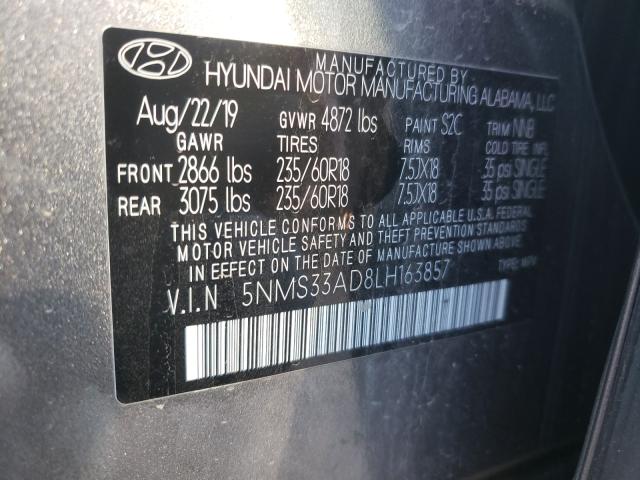 MANUFACTURED BY
HYUNDAI MOTOR MANUFACTURING ALABAMA, LLC
Aug/22/19 GVWR 4872 lbs PAINT S2C TRIM NNB
GAWR TIRES RIMS COLD TIRE INFL.
FRONT 2866 lbs 235/60R18 7.5JX18 35 psi SINGLE
REAR 3075 lbs 235/60R18 7.5JX18 35 psi SINGLE
THIS VEHICLE CONFORMS TO ALL APPLICABLE U.S.A. FEDERAL
MOTOR VEHICLE SAFETY AND THEFT PREVENTION STANDARDS
IN EFFECT ON THE DATE OF MANUFACTURE SHOWN ABOVE.
V.I.N 5NMS33AD8LH163857 TYPE: MPV